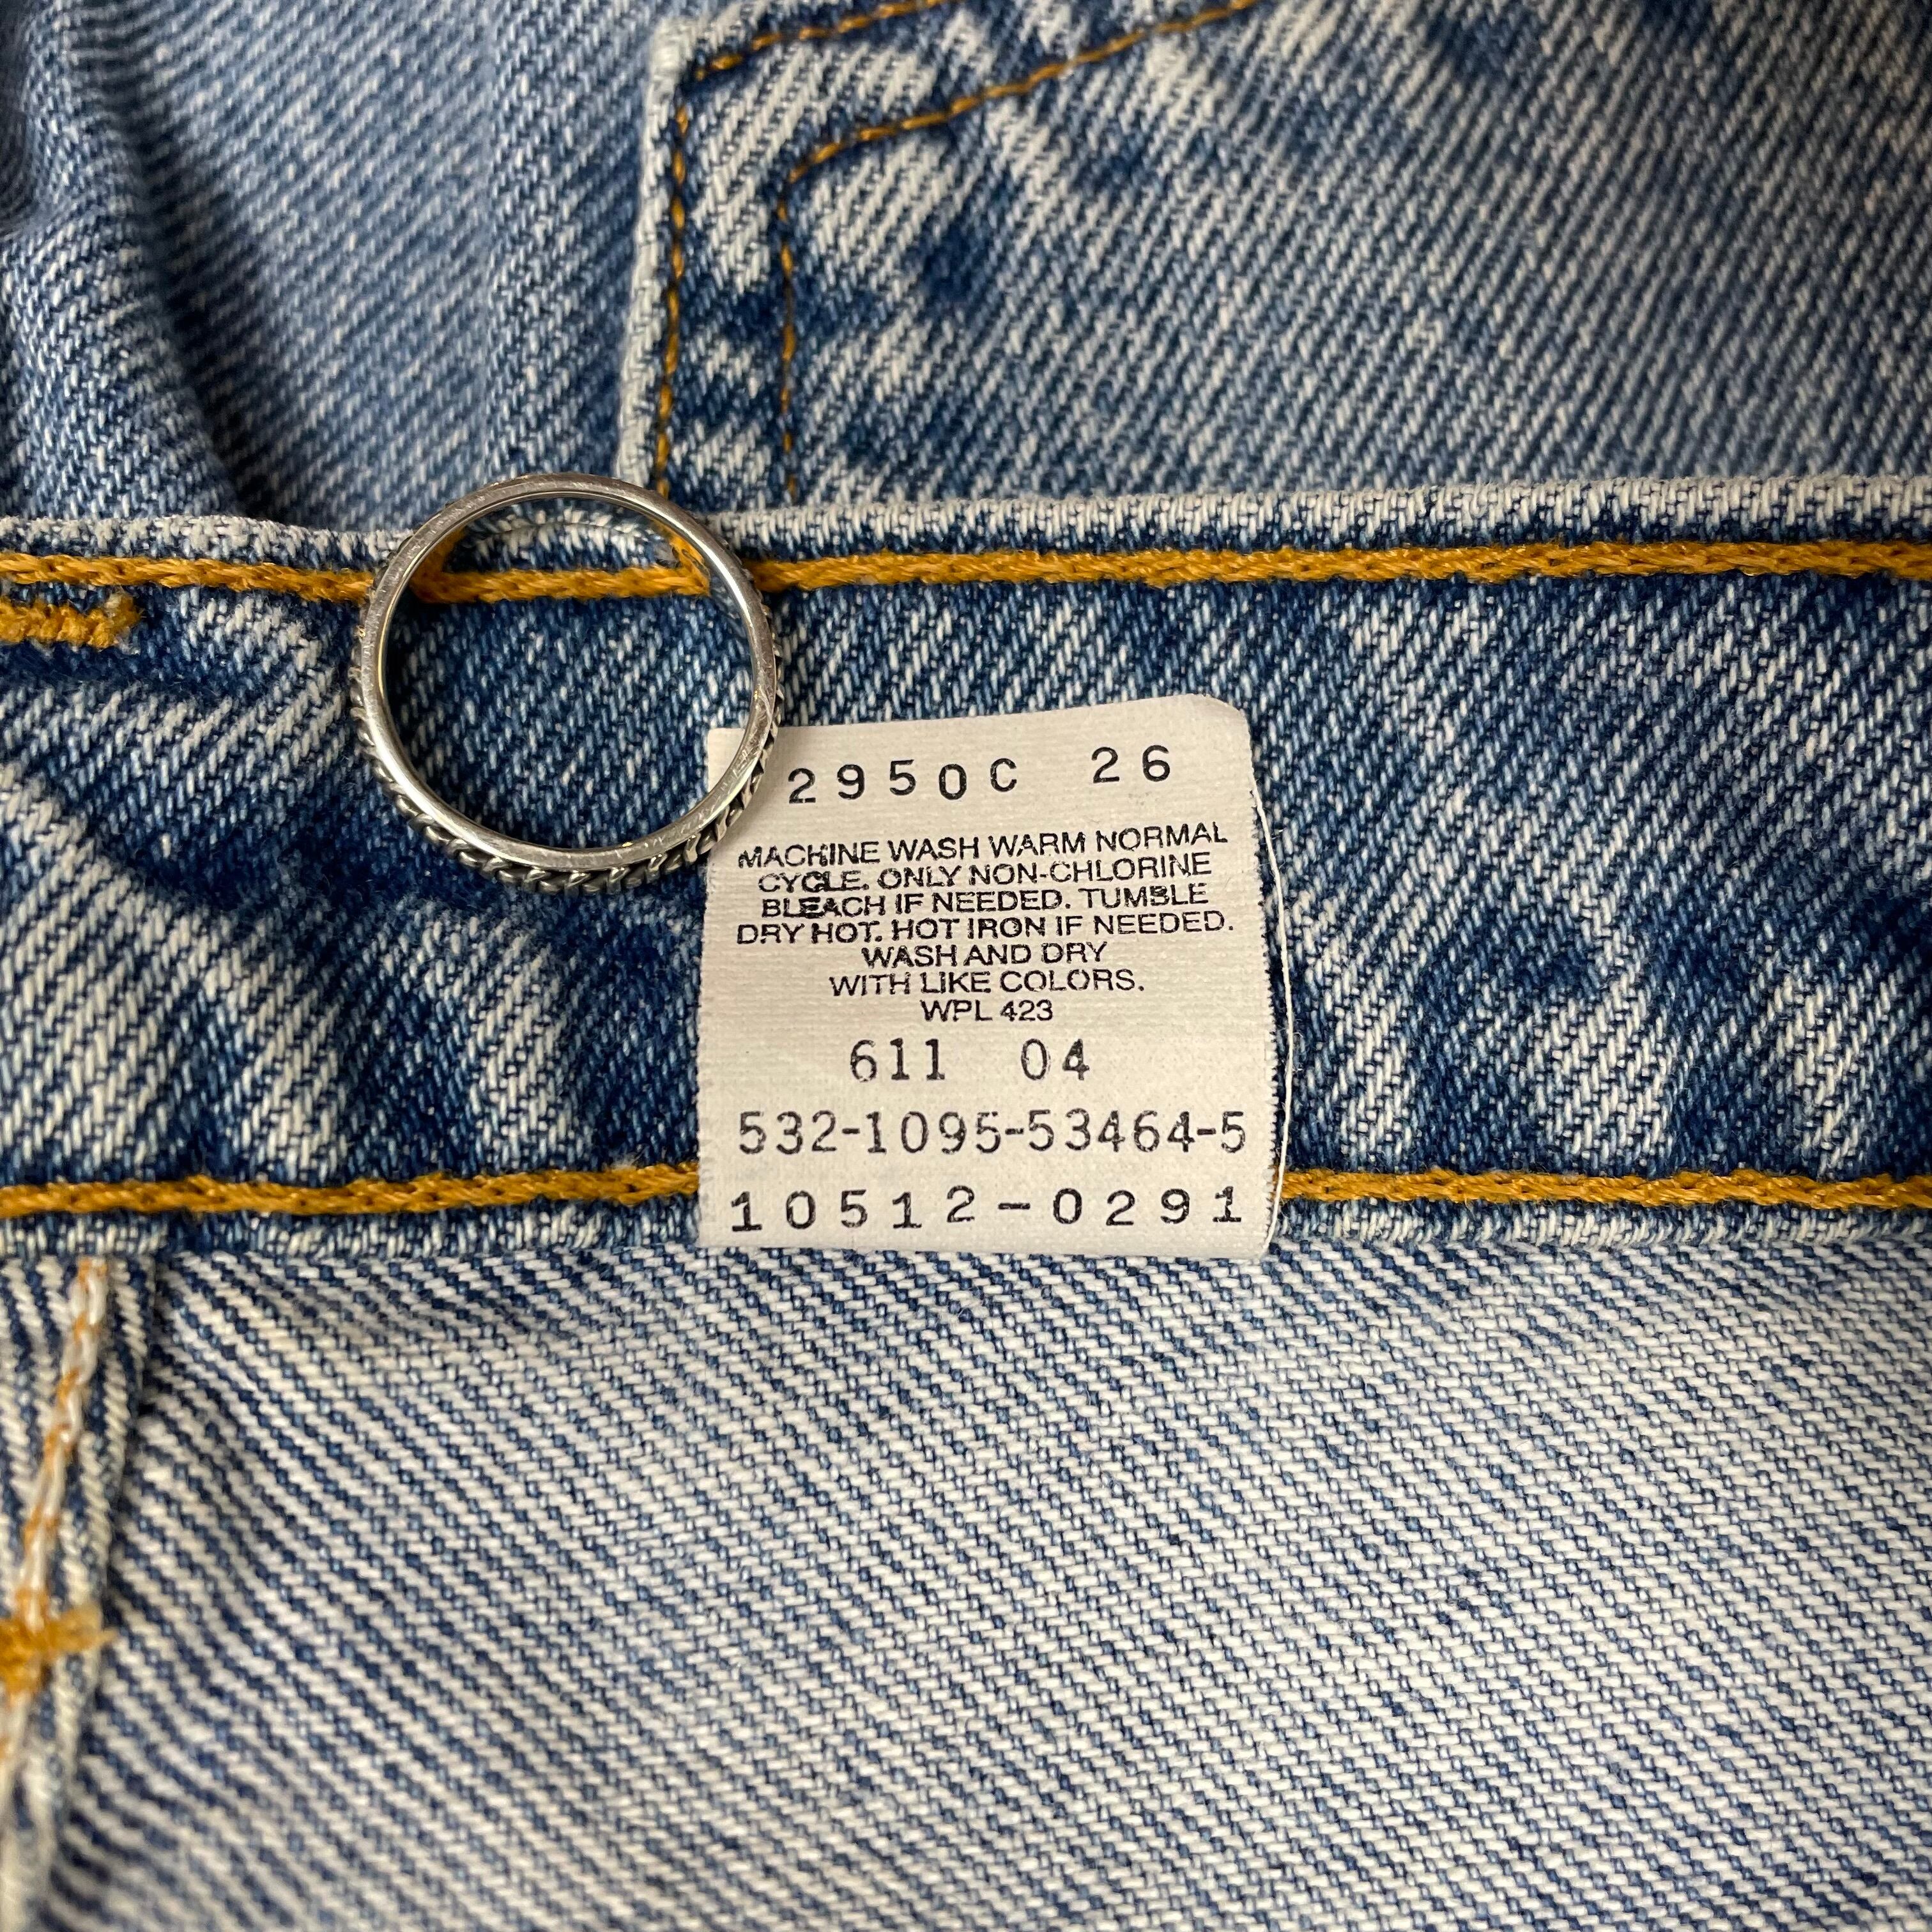 2950C 26
MACHINE WASH WARM NORMAL
CYCLE. ONLY NON-CHLORINE
BLEACH IF NEEDED. TUMBLE
DRY HOT. HOT IRON IF NEEDED.
WASH AND DRY
WITH LIKE COLORS.
WPL 423
611 04
532-1095-53464-5
10512-0291